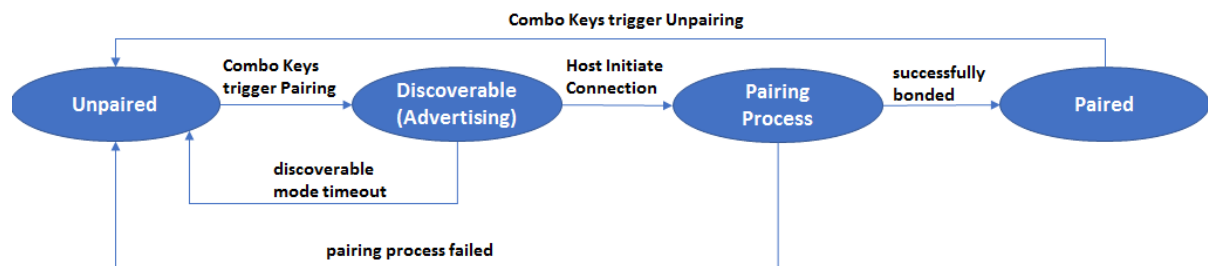 Combo Keys trigger Unpairing
Combo Keys
trigger Pairing
Host Initiate
Connection
successfully
bonded
Unpaired
Discoverable
(Advertising)
Pairing
Process
Paired
discoverable
mode timeout
pairing process failed